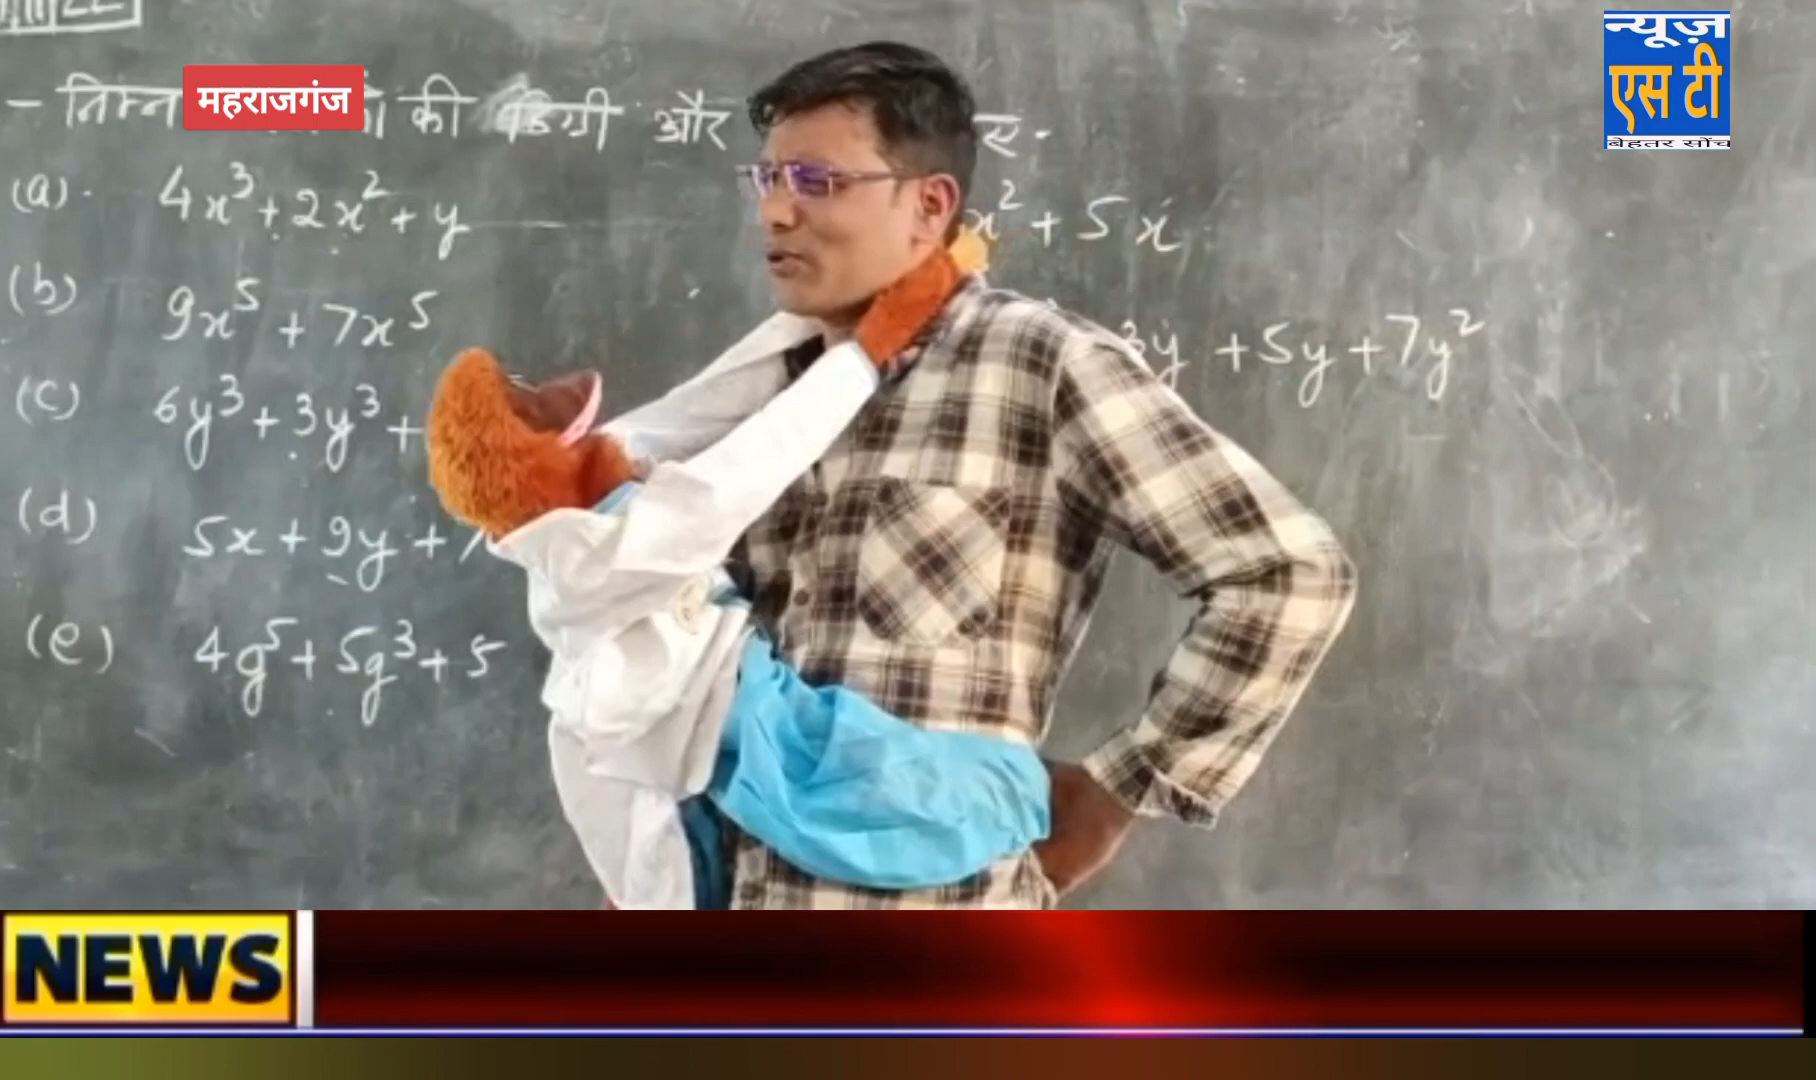 न्यूज़
एस टी
बेहतर सोंच
महराजगंज
- निम्न की डिग्री और
(a). 4x³ + 2x² + y
x² + 5x
(b) 9x⁵ + 7x⁵
3y + 5y + 7y²
(c) 6y³ + 3y³ +
(d) 5x + 9y +
(e) 4g⁵ + 5g³ + 5
NEWS